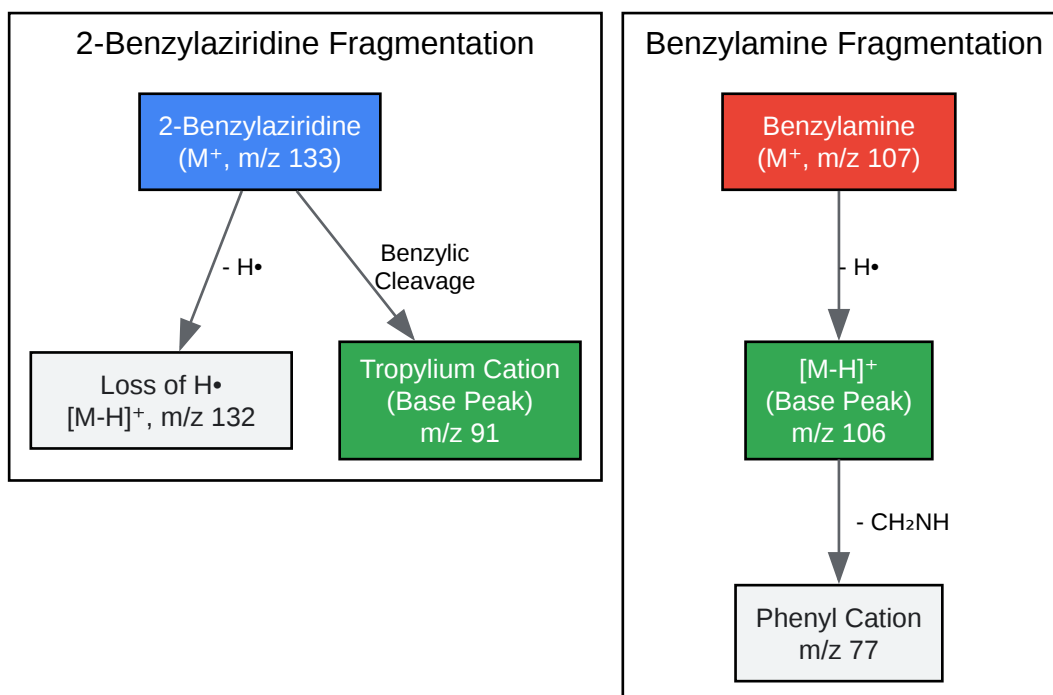 2-Benzylaziridine Fragmentation
2-Benzylaziridine
(M⁺, m/z 133)
- H•
Benzylic
Cleavage
Loss of H•
[M-H]⁺, m/z 132
Tropylium Cation
(Base Peak)
m/z 91
Benzylamine Fragmentation
Benzylamine
(M⁺, m/z 107)
- H•
[M-H]⁺
(Base Peak)
m/z 106
- CH₂NH
Phenyl Cation
m/z 77